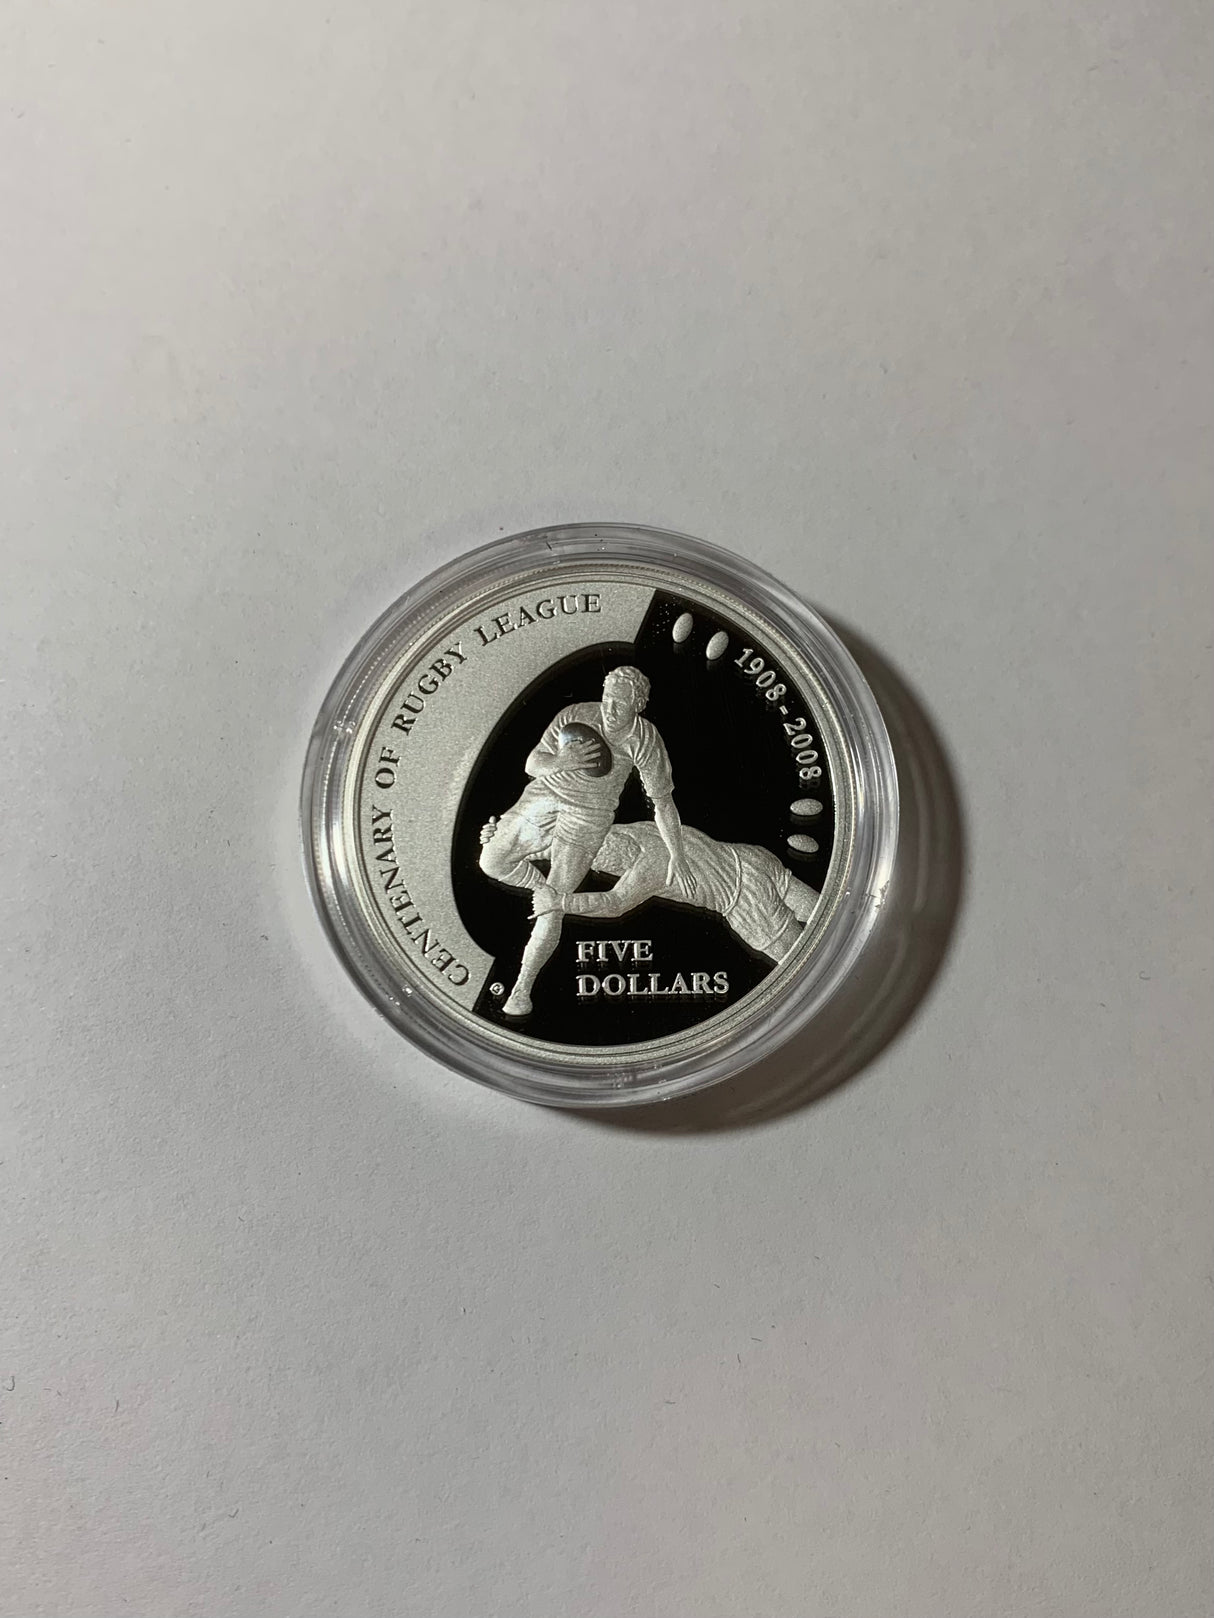 CENTENARY OF RUGBY LEAGUE
1908-2008
FIVE
DOLLARS